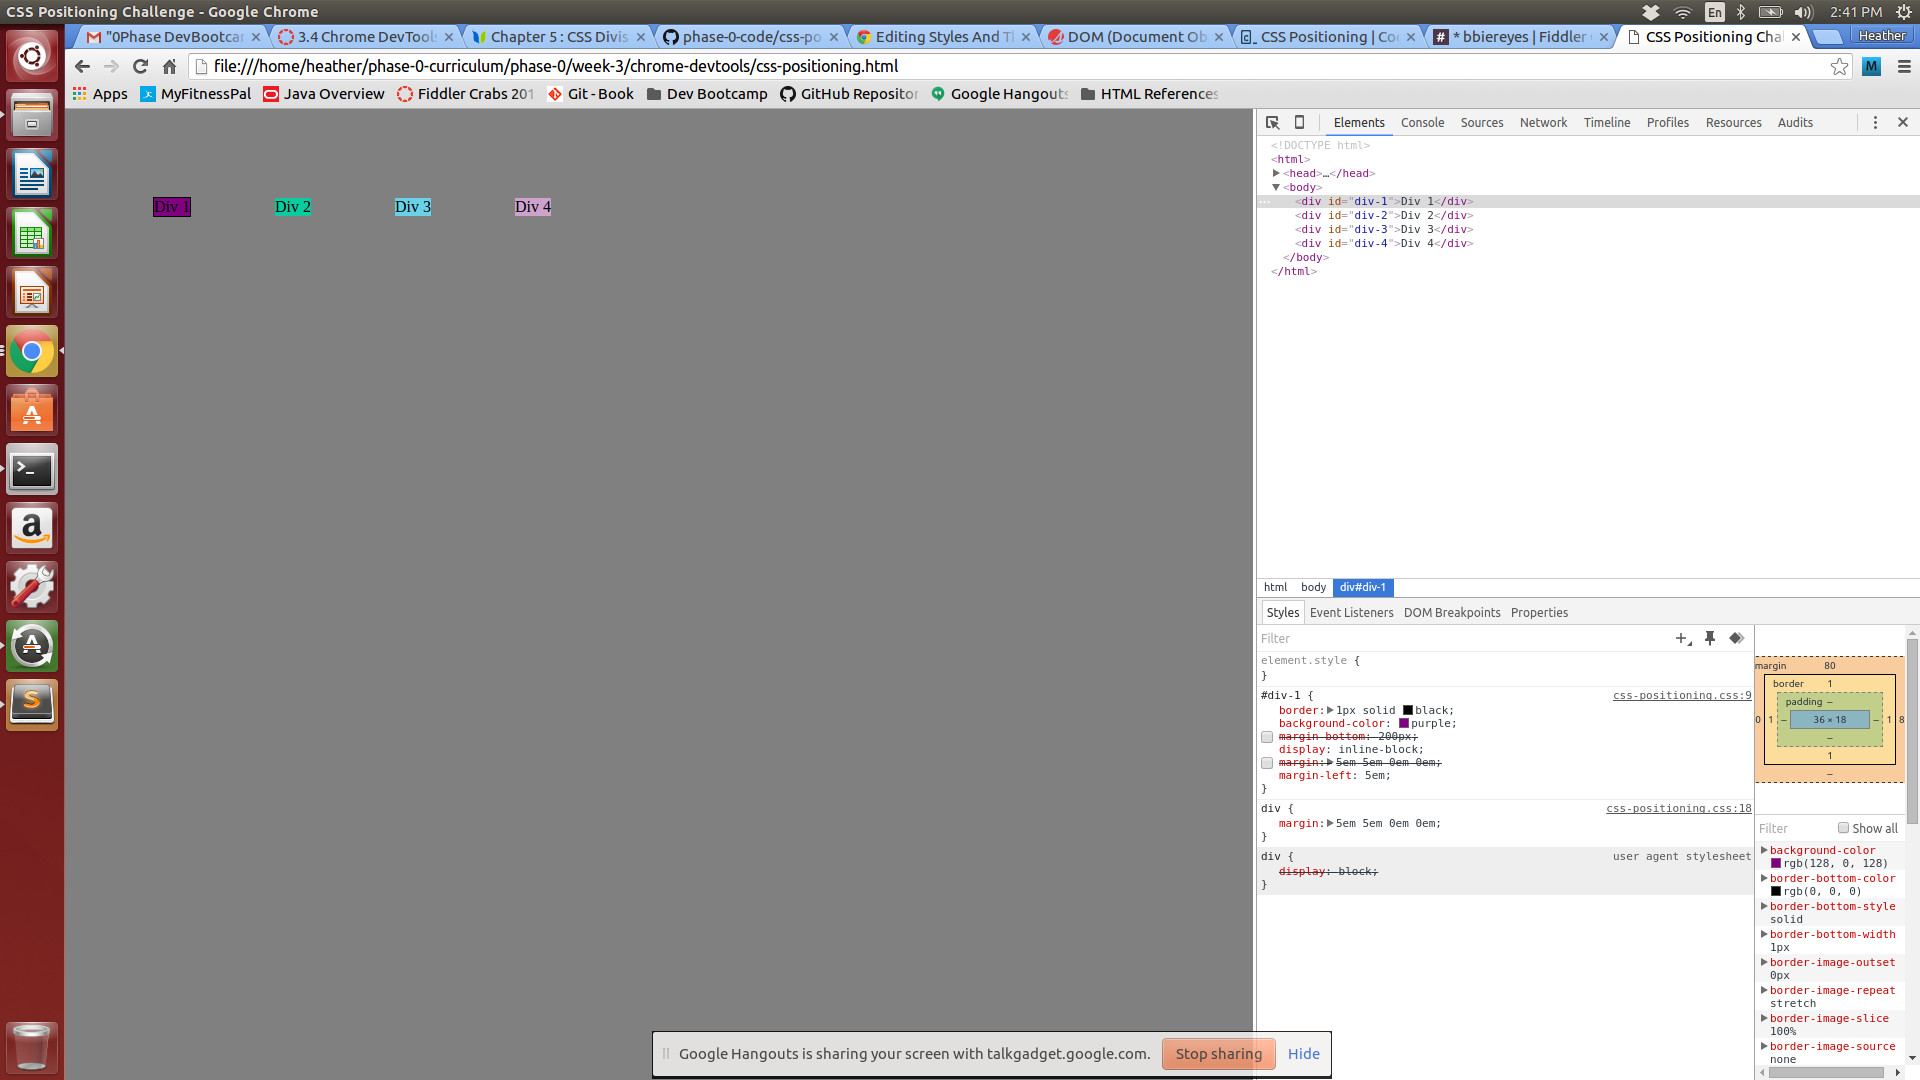 CSS Positioning Challenge - Google Chrome
En
2:41 PM
"0Phase DevBootca
3.4 Chrome DevTools
Chapter 5 : CSS Divis
phase-0-code/css-po
Editing Styles And Th
DOM (Document Ob
CSS Positioning | Co
* bbiereyes | Fiddler
CSS Positioning Cha
Heather
file:///home/heather/phase-0-curriculum/phase-0/week-3/chrome-devtools/css-positioning.html
M
Apps
MyFitnessPal
Java Overview
Fiddler Crabs 201
Git - Book
Dev Bootcamp
GitHub Repositor
Google Hangouts
HTML References
Div 1
Div 2
Div 3
Div 4
Elements Console Sources Network Timeline Profiles Resources Audits
<!DOCTYPE html>
<html>
<head>…</head>
<body>
<div id="div-1">Div 1</div>
<div id="div-2">Div 2</div>
<div id="div-3">Div 3</div>
<div id="div-4">Div 4</div>
</body>
</html>
html body div#div-1
Styles Event Listeners DOM Breakpoints Properties
Filter
element.style {
}
#div-1 { css-positioning.css:9
border: 1px solid black;
background-color: purple;
margin-bottom: 200px;
display: inline-block;
margin: 5em 5em 0em 0em;
margin-left: 5em;
}
div { css-positioning.css:18
margin: 5em 5em 0em 0em;
}
div { user agent stylesheet
display: block;
}
margin 80
border 1
padding –
0 1 – 36 × 18 – 1 8
–
1
–
Filter Show all
background-color
rgb(128, 0, 128)
border-bottom-color
rgb(0, 0, 0)
border-bottom-style
solid
border-bottom-width
1px
border-image-outset
0px
border-image-repeat
stretch
border-image-slice
100%
border-image-source
none
Google Hangouts is sharing your screen with talkgadget.google.com. Stop sharing Hide